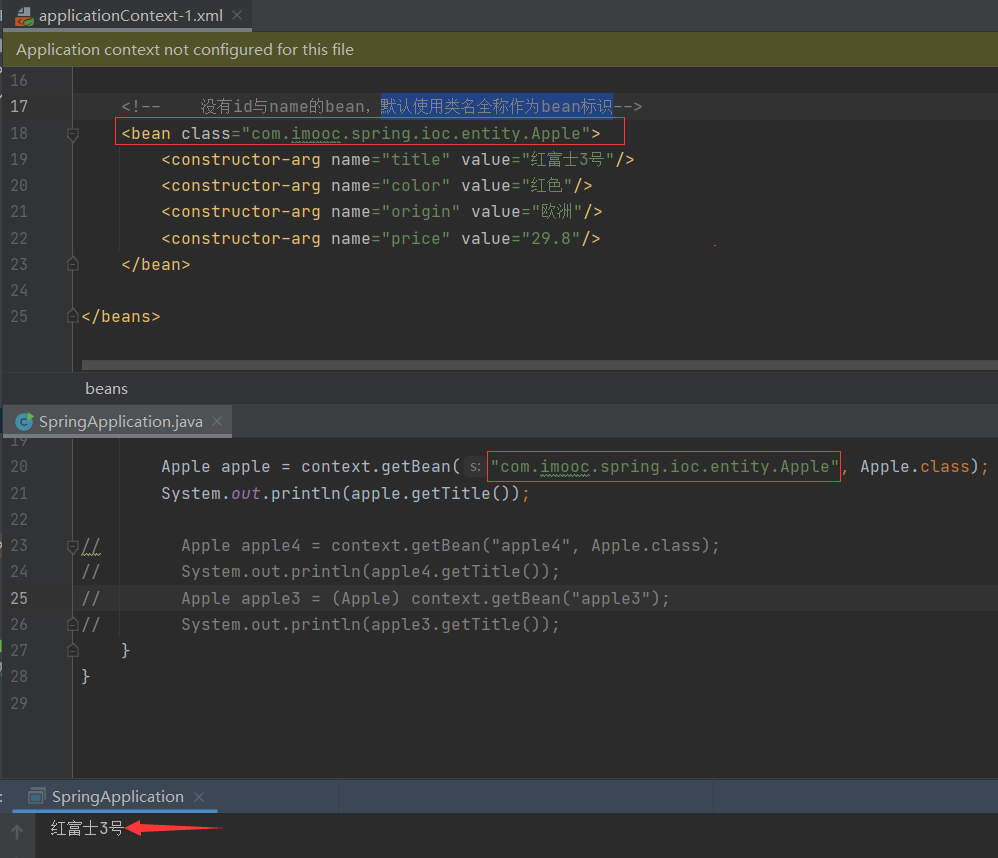 applicationContext-1.xml
Application context not configured for this file
16
17 <!-- 没有id与name的bean，默认使用类名全称作为bean标识-->
18 <bean class="com.imooc.spring.ioc.entity.Apple">
19 <constructor-arg name="title" value="红富士3号"/>
20 <constructor-arg name="color" value="红色"/>
21 <constructor-arg name="origin" value="欧洲"/>
22 <constructor-arg name="price" value="29.8"/>
23 </bean>
24
25 </beans>
beans
SpringApplication.java
19
20 Apple apple = context.getBean( s: "com.imooc.spring.ioc.entity.Apple", Apple.class);
21 System.out.println(apple.getTitle());
22
23 // Apple apple4 = context.getBean("apple4", Apple.class);
24 // System.out.println(apple4.getTitle());
25 // Apple apple3 = (Apple) context.getBean("apple3");
26 // System.out.println(apple3.getTitle());
27 }
28 }
29
: SpringApplication
红富士3号